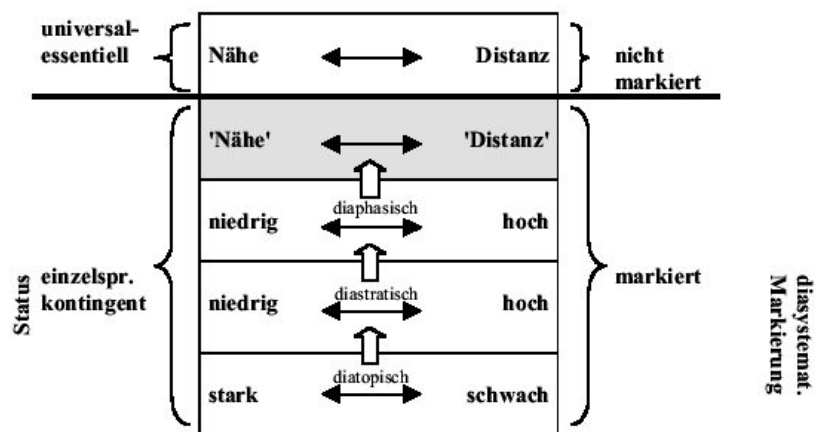 universal-
essentiell
Nähe
Distanz
nicht
markiert
'Nähe'
'Distanz'
diaphasisch
niedrig
hoch
Status
einzelspr.
kontingent
diastratisch
niedrig
hoch
markiert
diasystemat.
Markierung
diatopisch
stark
schwach